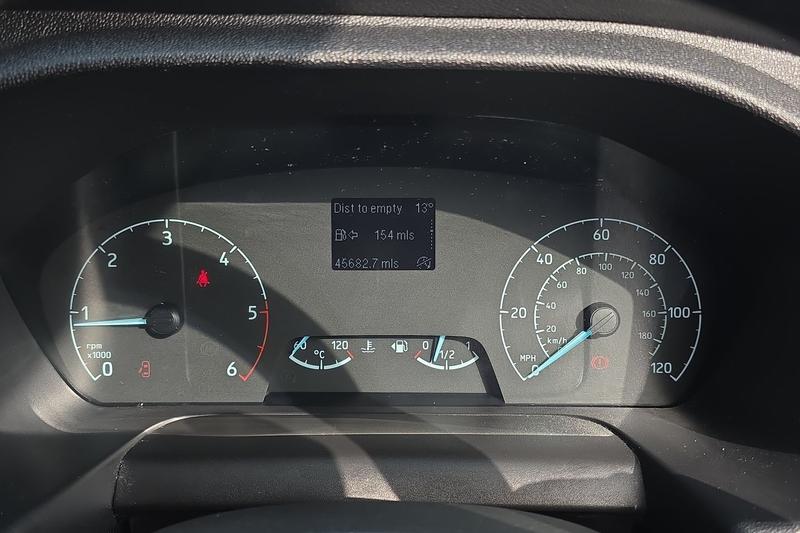 Dist to empty 13°
154 mls
45682.7 mls
0 1 2 3 4 5 6
rpm
x1000
60 120
°C
0 1/2 1
0 20 40 60 80 100 120
MPH
20 40 60 80 100 120 140 160 180
km/h